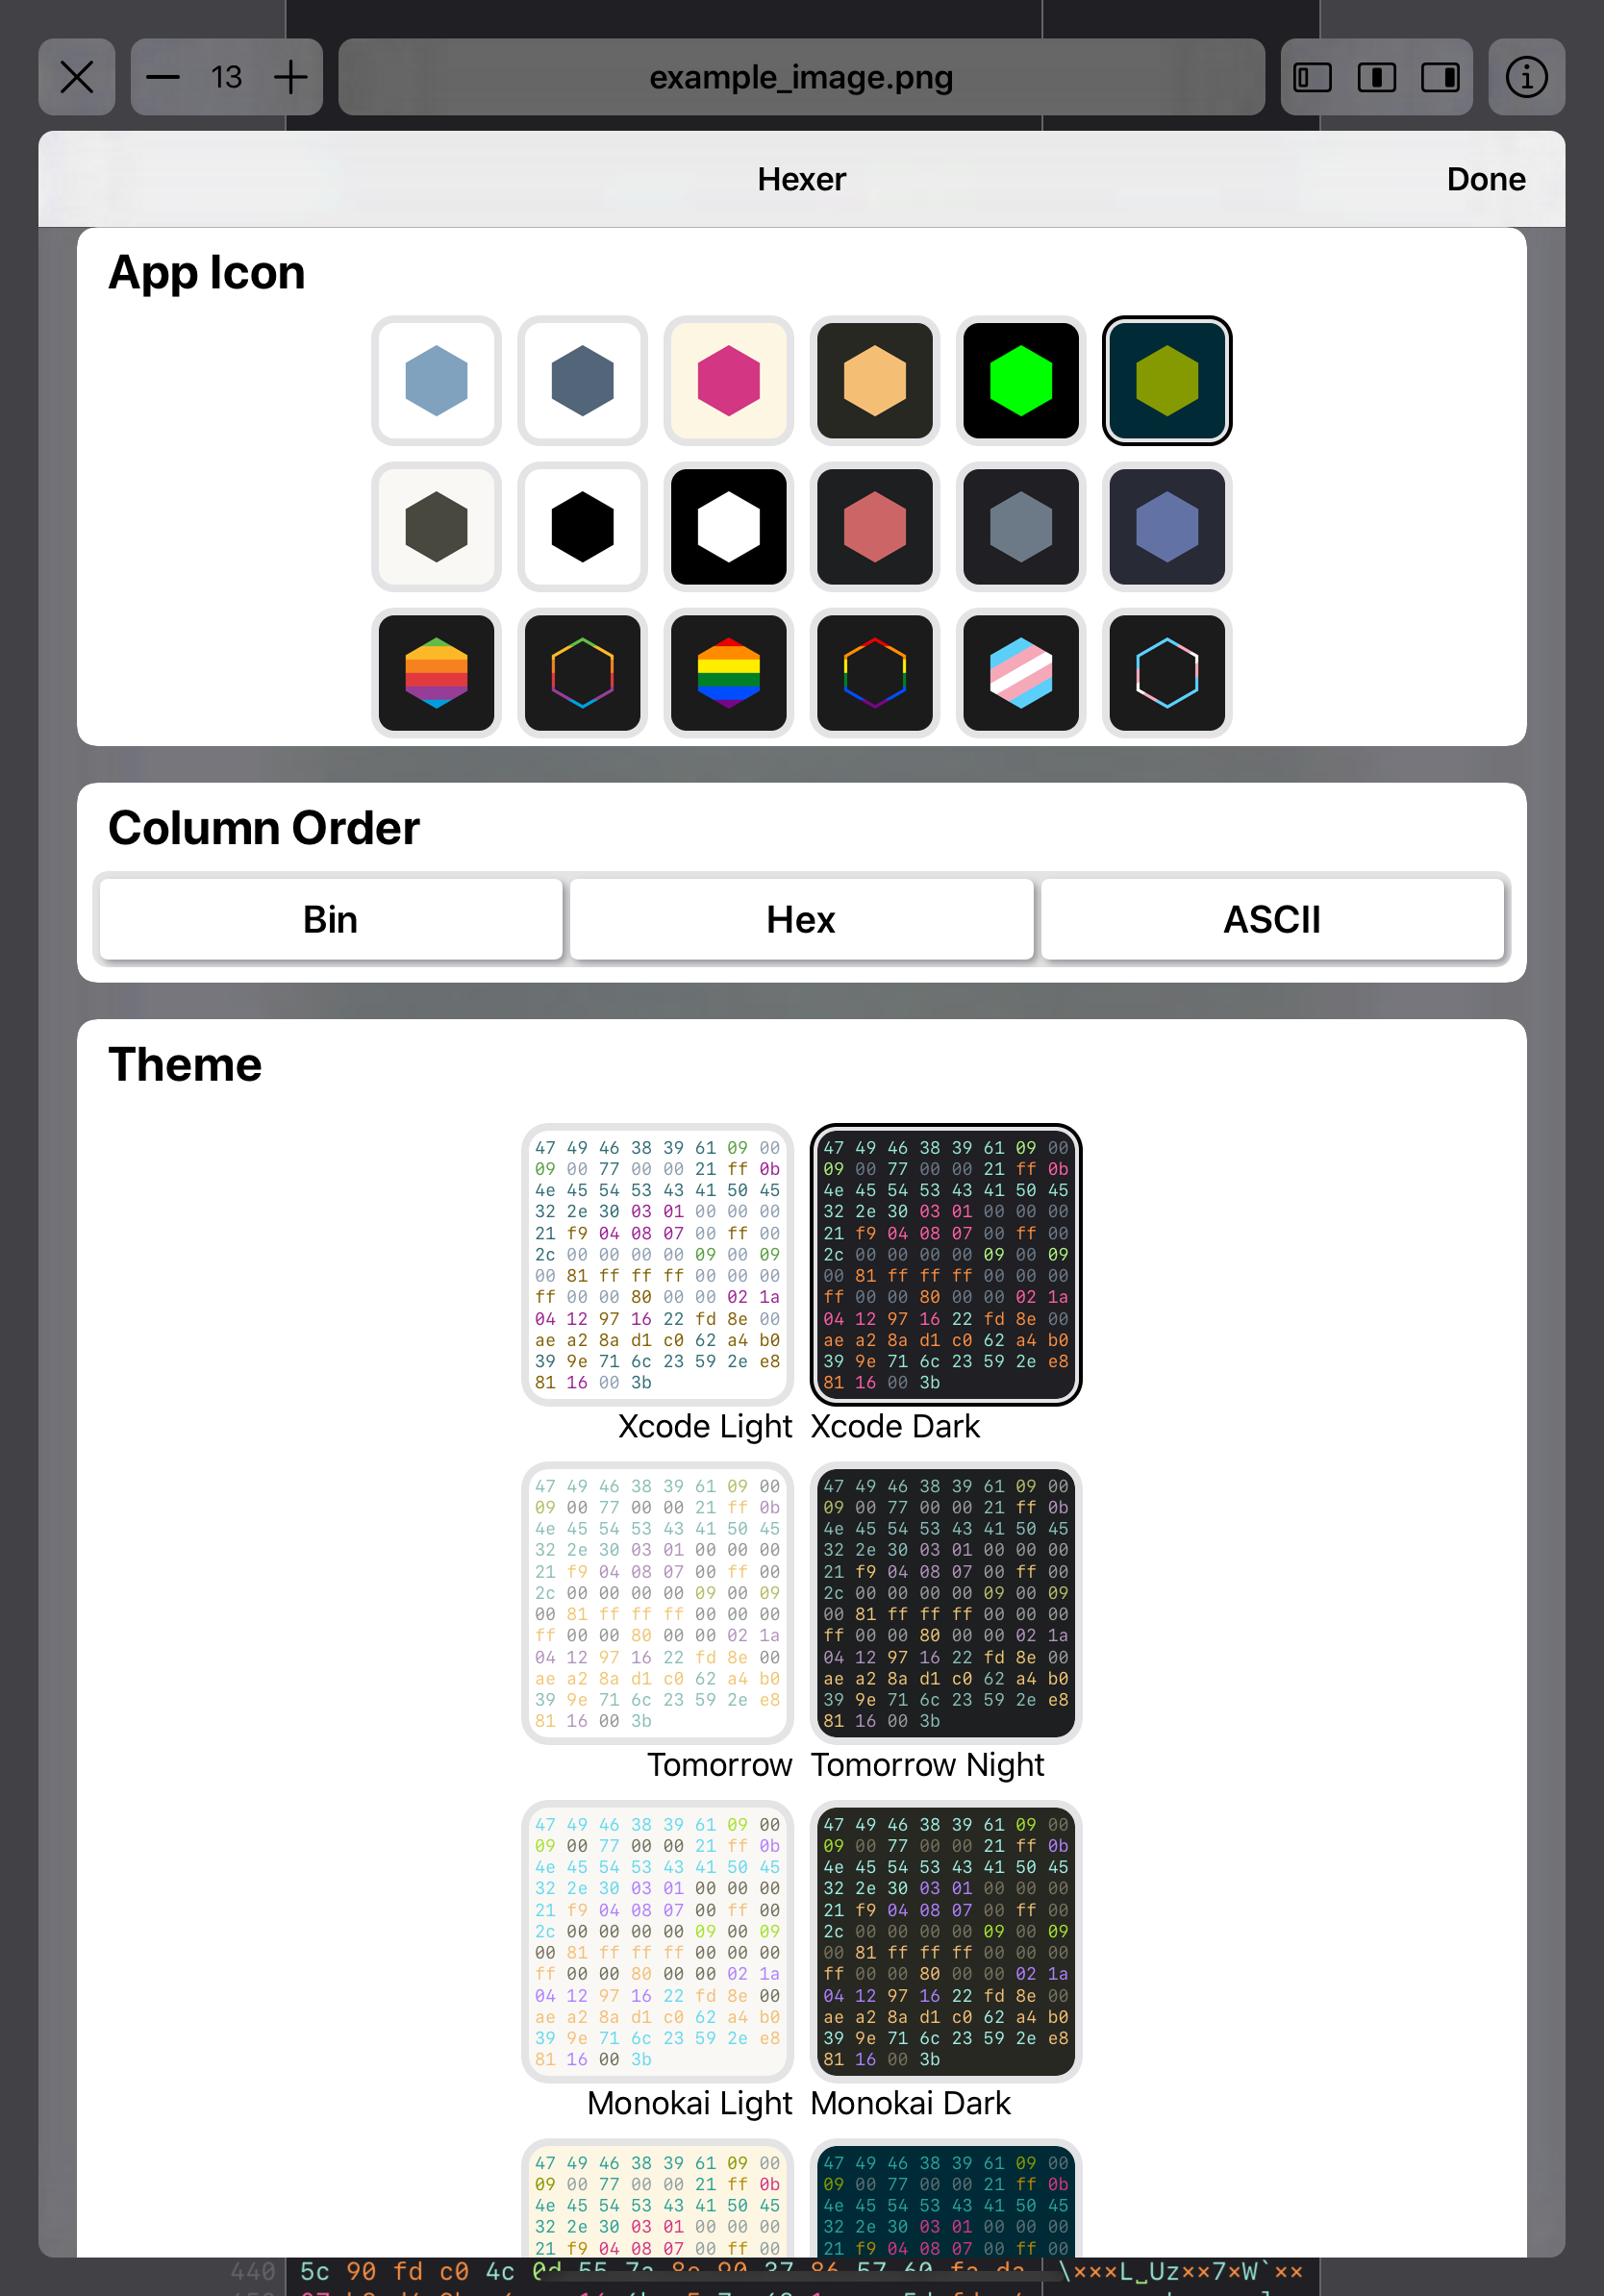 13
example_image.png
Hexer
Done
App Icon
Column Order
Bin
Hex
ASCII
Theme
47 49 46 38 39 61 09 00
09 00 77 00 00 21 ff 0b
4e 45 54 53 43 41 50 45
32 2e 30 03 01 00 00 00
21 f9 04 08 07 00 ff 00
2c 00 00 00 00 09 00 09
00 81 ff ff ff 00 00 00
ff 00 00 80 00 00 02 1a
04 12 97 16 22 fd 8e 00
ae a2 8a d1 c0 62 a4 b0
39 9e 71 6c 23 59 2e e8
81 16 00 3b
Xcode Light
47 49 46 38 39 61 09 00
09 00 77 00 00 21 ff 0b
4e 45 54 53 43 41 50 45
32 2e 30 03 01 00 00 00
21 f9 04 08 07 00 ff 00
2c 00 00 00 00 09 00 09
00 81 ff ff ff 00 00 00
ff 00 00 80 00 00 02 1a
04 12 97 16 22 fd 8e 00
ae a2 8a d1 c0 62 a4 b0
39 9e 71 6c 23 59 2e e8
81 16 00 3b
Xcode Dark
47 49 46 38 39 61 09 00
09 00 77 00 00 21 ff 0b
4e 45 54 53 43 41 50 45
32 2e 30 03 01 00 00 00
21 f9 04 08 07 00 ff 00
2c 00 00 00 00 09 00 09
00 81 ff ff ff 00 00 00
ff 00 00 80 00 00 02 1a
04 12 97 16 22 fd 8e 00
ae a2 8a d1 c0 62 a4 b0
39 9e 71 6c 23 59 2e e8
81 16 00 3b
Tomorrow
47 49 46 38 39 61 09 00
09 00 77 00 00 21 ff 0b
4e 45 54 53 43 41 50 45
32 2e 30 03 01 00 00 00
21 f9 04 08 07 00 ff 00
2c 00 00 00 00 09 00 09
00 81 ff ff ff 00 00 00
ff 00 00 80 00 00 02 1a
04 12 97 16 22 fd 8e 00
ae a2 8a d1 c0 62 a4 b0
39 9e 71 6c 23 59 2e e8
81 16 00 3b
Tomorrow Night
47 49 46 38 39 61 09 00
09 00 77 00 00 21 ff 0b
4e 45 54 53 43 41 50 45
32 2e 30 03 01 00 00 00
21 f9 04 08 07 00 ff 00
2c 00 00 00 00 09 00 09
00 81 ff ff ff 00 00 00
ff 00 00 80 00 00 02 1a
04 12 97 16 22 fd 8e 00
ae a2 8a d1 c0 62 a4 b0
39 9e 71 6c 23 59 2e e8
81 16 00 3b
Monokai Light
47 49 46 38 39 61 09 00
09 00 77 00 00 21 ff 0b
4e 45 54 53 43 41 50 45
32 2e 30 03 01 00 00 00
21 f9 04 08 07 00 ff 00
2c 00 00 00 00 09 00 09
00 81 ff ff ff 00 00 00
ff 00 00 80 00 00 02 1a
04 12 97 16 22 fd 8e 00
ae a2 8a d1 c0 62 a4 b0
39 9e 71 6c 23 59 2e e8
81 16 00 3b
Monokai Dark
47 49 46 38 39 61 09 00
09 00 77 00 00 21 ff 0b
4e 45 54 53 43 41 50 45
32 2e 30 03 01 00 00 00
21 f9 04 08 07 00 ff 00
47 49 46 38 39 61 09 00
09 00 77 00 00 21 ff 0b
4e 45 54 53 43 41 50 45
32 2e 30 03 01 00 00 00
21 f9 04 08 07 00 ff 00
440 5c 90 fd c0 4c 0d 55 7a 8e 90 37 86 57 60 fa da \×××L␣Uz××7×W`××